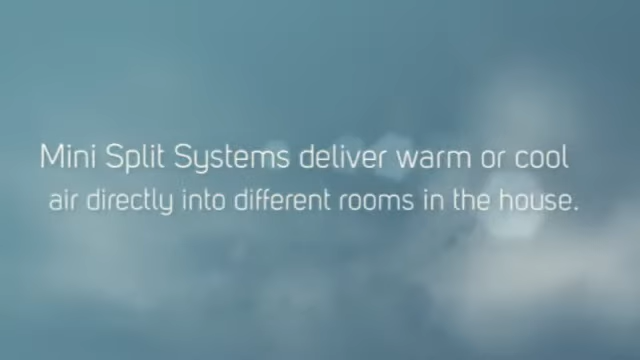 Mini Split Systems deliver warm or cool
air directly into different rooms in the house.